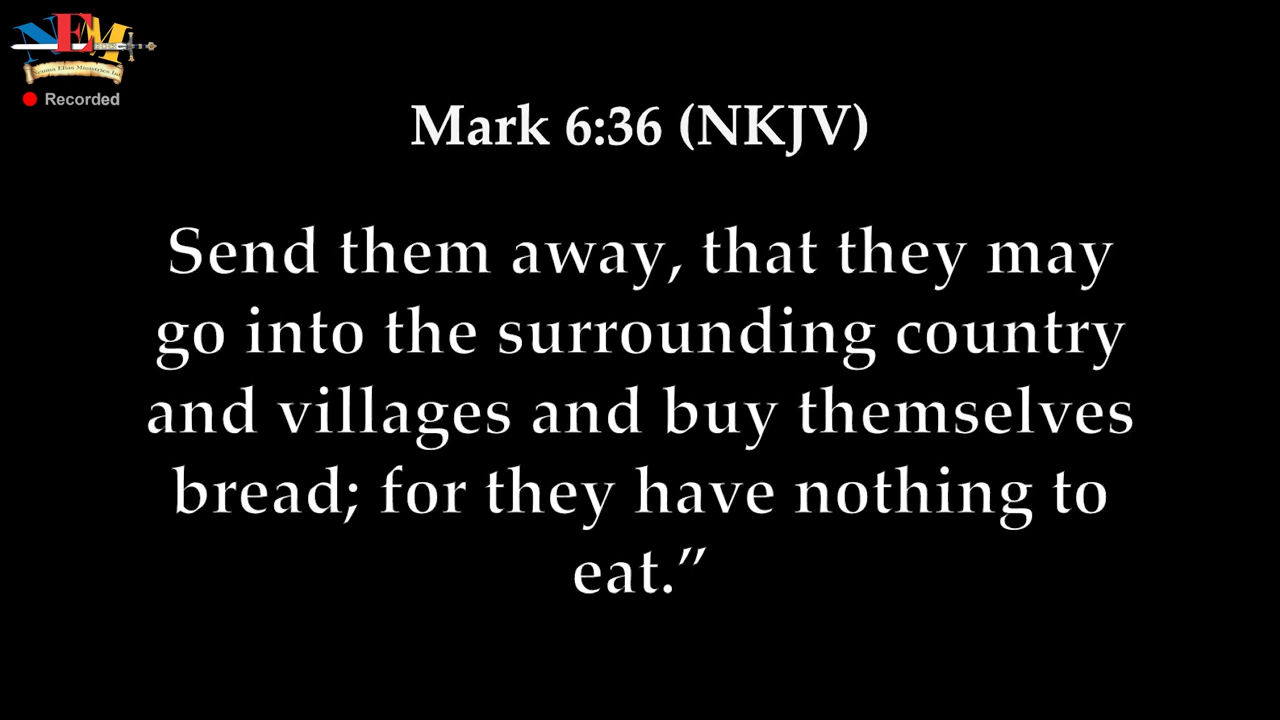 NEM
Recorded
Mark 6:36 (NKJV)
Send them away, that they may
go into the surrounding country
and villages and buy themselves
bread; for they have nothing to
eat.”